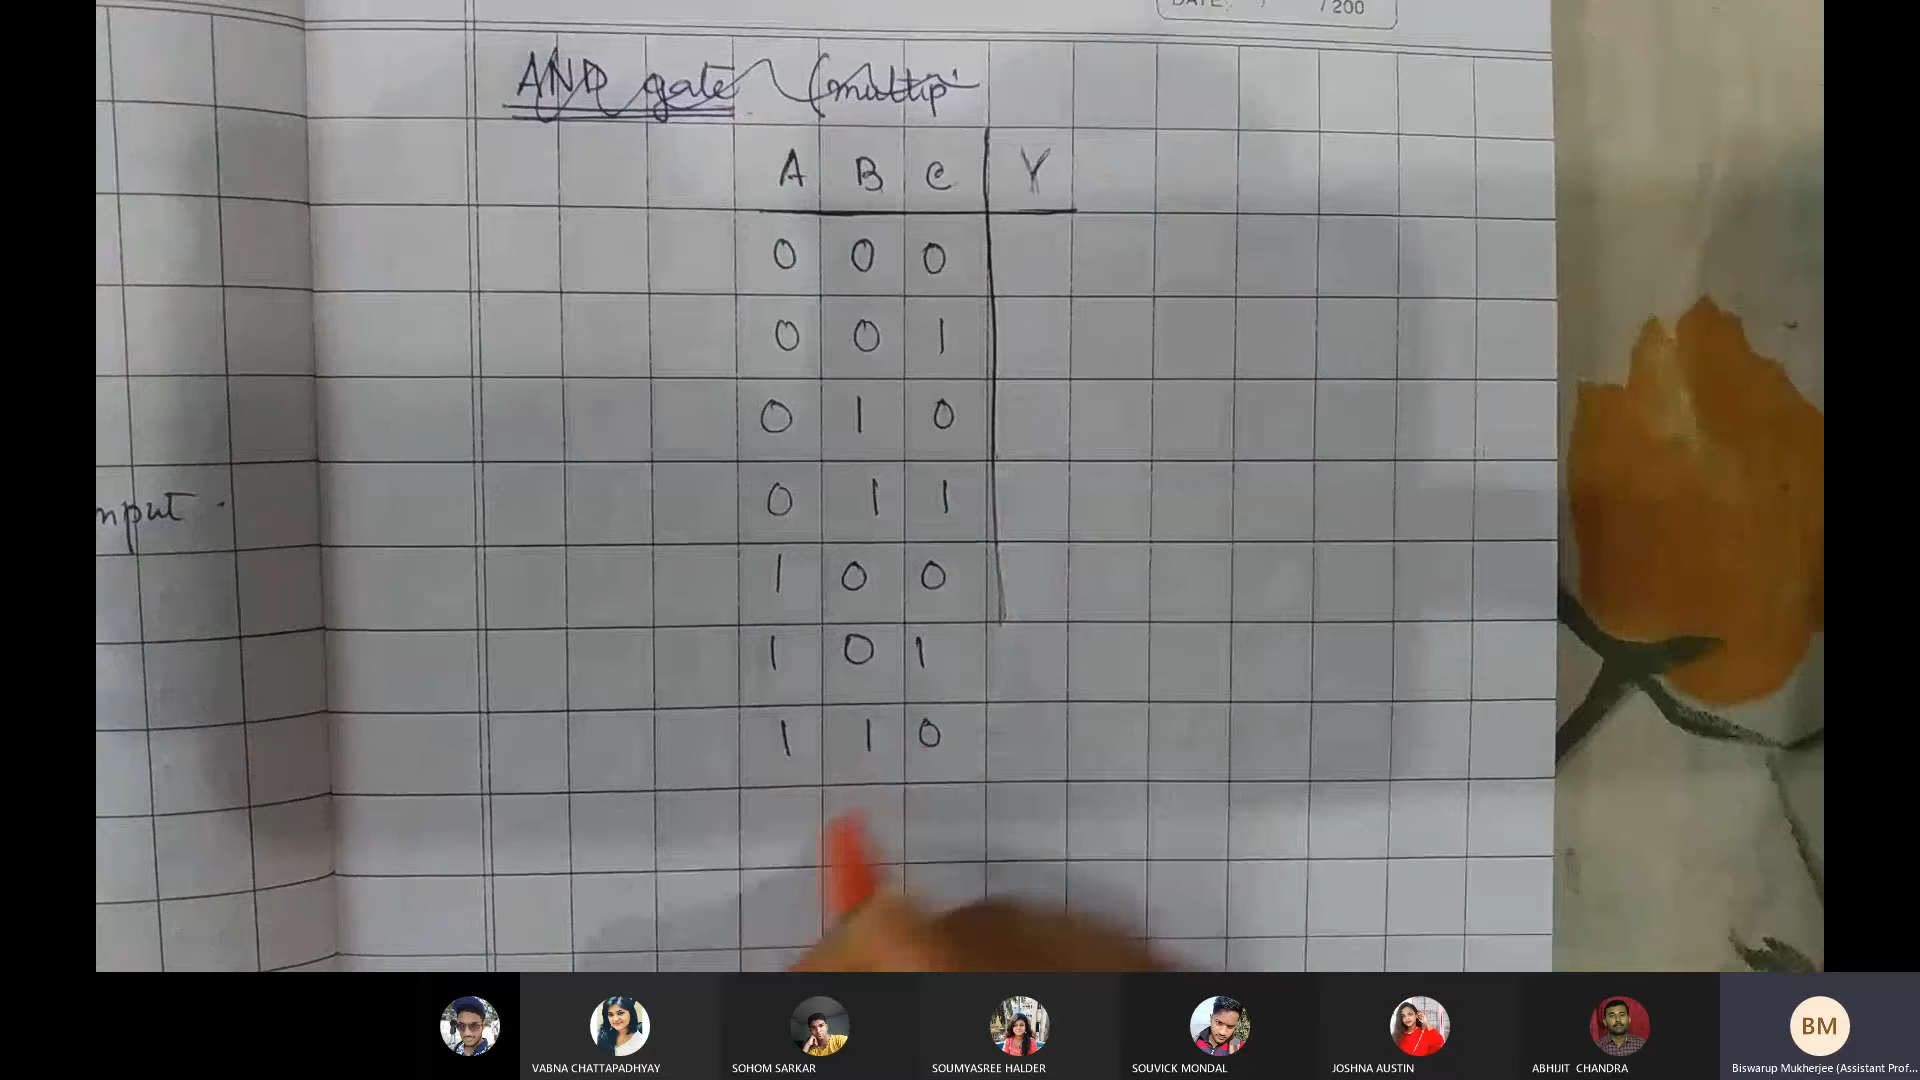 DATE: / /200
AND gate (multip
A B C Y
0 0 0
0 0 1
0 1 0
0 1 1
nput.
1 0 0
1 0 1
1 1 0
VABNA CHATTAPADHYAY SOHOM SARKAR SOUMYASREE HALDER SOUVICK MONDAL JOSHNA AUSTIN ABHIJIT CHANDRA BM Biswarup Mukherjee (Assistant Prof...